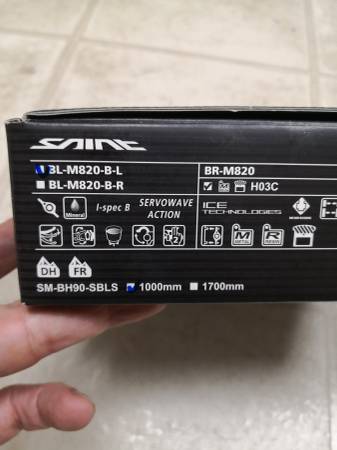 SAINT
BL-M820-B-L
BR-M820
BL-M820-B-R
H03C
Mineral
I-spec B
SERVOWAVE
ACTION
ICE
TECHNOLOGIES
M
R
DH
FR
SM-BH90-SBLS
1000mm
1700mm